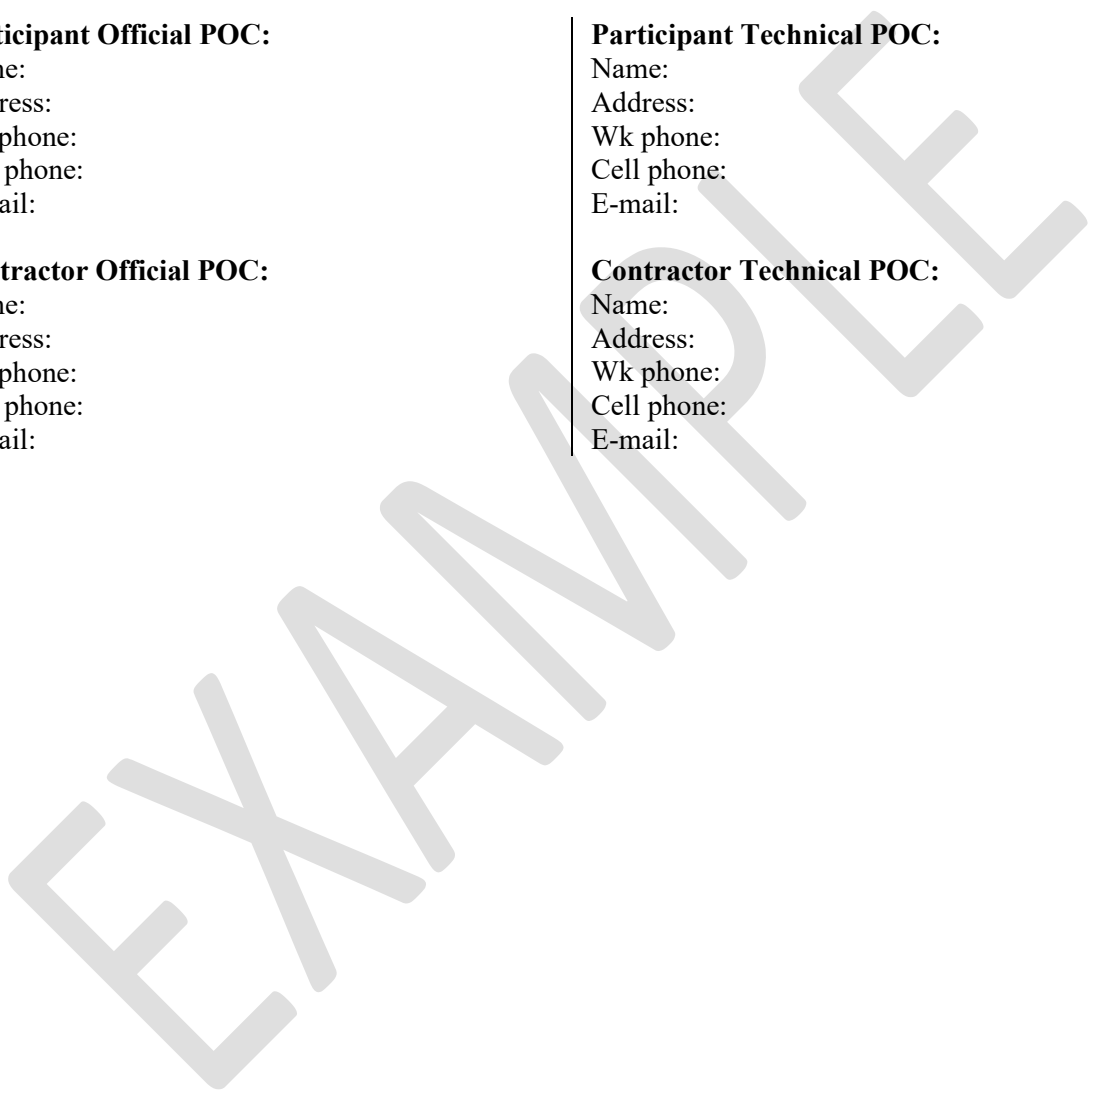 ticipant Official POC:
ne:
ress:
phone:
phone:
ail:
tractor Official POC:
ne:
ress:
phone:
phone:
ail:
Participant Technical POC:
Name:
Address:
Wk phone:
Cell phone:
E-mail:
Contractor Technical POC:
Name:
Address:
Wk phone:
Cell phone:
E-mail:
EXAMPLE